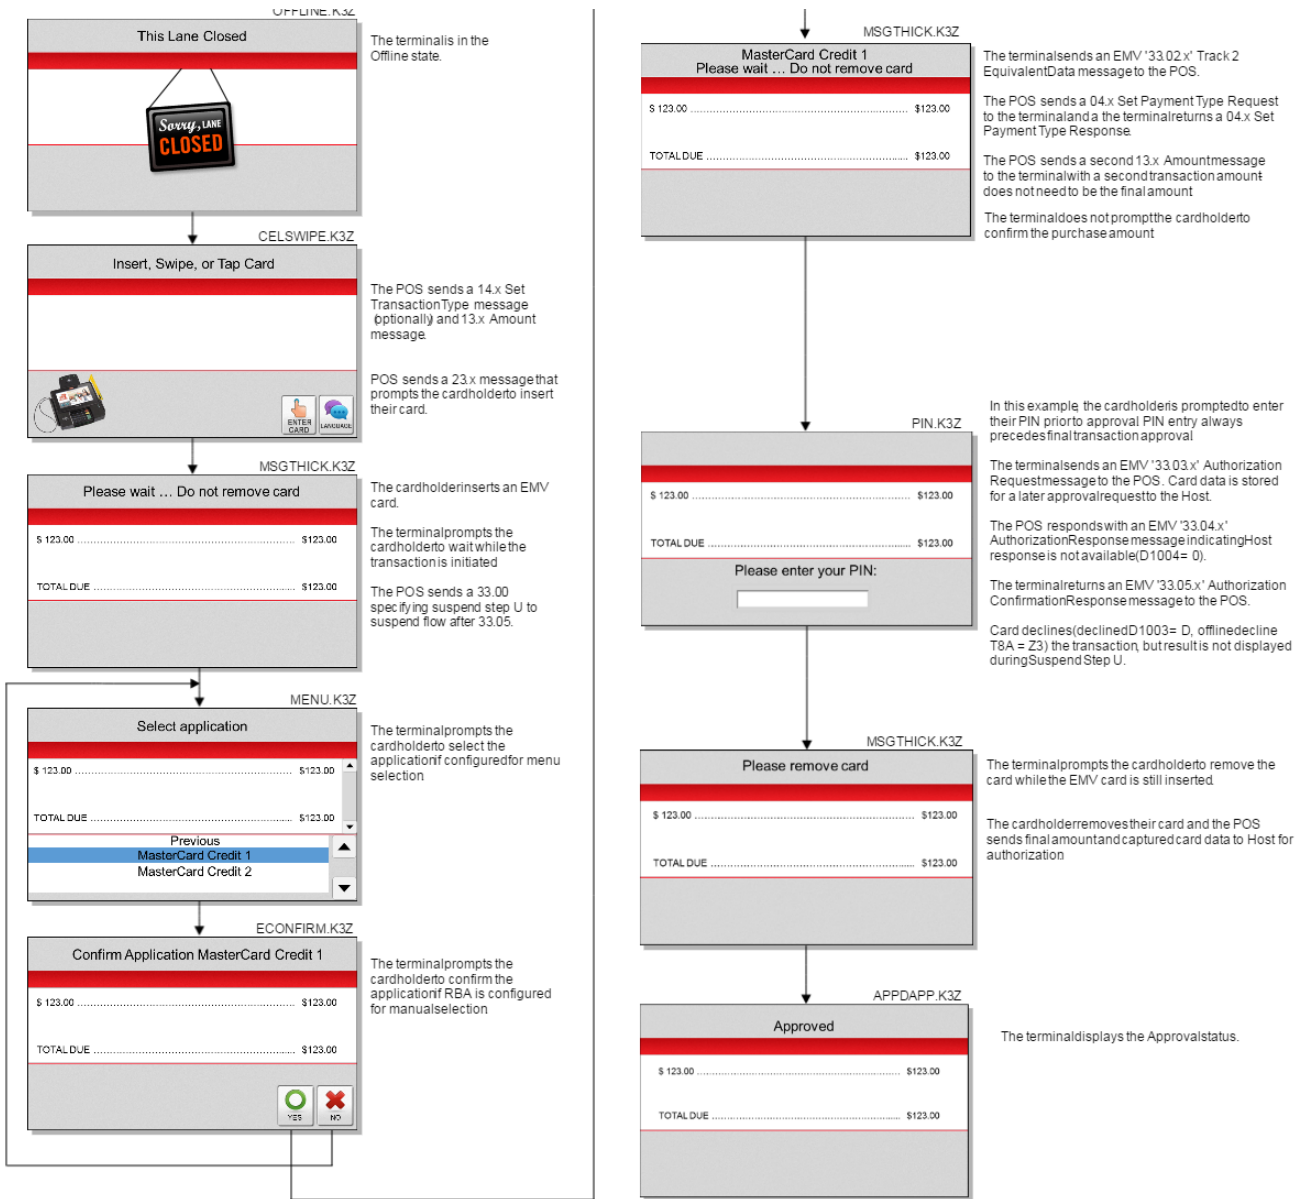 OFFLINE.K3Z
This Lane Closed
Sorry, LANE
CLOSED
The terminal is in the
Offline state.
CELSWIPE.K3Z
Insert, Swipe, or Tap Card
ENTER
CARD
LANGUAGE
The POS sends a 14.x Set
Transaction Type message
(optionally) and 13.x Amount
message.
POS sends a 23.x message that
prompts the cardholder to insert
their card.
MSGTHICK.K3Z
Please wait ... Do not remove card
$ 123.00 ........ $123.00
TOTAL DUE ........ $123.00
The cardholder inserts an EMV
card.
The terminal prompts the
cardholder to wait while the
transaction is initiated
The POS sends a 33.00
specifying suspend step U to
suspend flow after 33.05.
MENU.K3Z
Select application
$ 123.00 ........ $123.00
TOTAL DUE ........ $123.00
Previous
MasterCard Credit 1
MasterCard Credit 2
The terminal prompts the
cardholder to select the
application if configured for menu
selection
ECONFIRM.K3Z
Confirm Application MasterCard Credit 1
$ 123.00 ........ $123.00
TOTAL DUE ........ $123.00
YES
NO
The terminal prompts the
cardholder to confirm the
application if RBA is configured
for manual selection
MSGTHICK.K3Z
MasterCard Credit 1
Please wait ... Do not remove card
$ 123.00 ........ $123.00
TOTAL DUE ........ $123.00
The terminal sends an EMV '33.02.x' Track 2
Equivalent Data message to the POS.
The POS sends a 04.x Set Payment Type Request
to the terminal and a the terminal returns a 04.x Set
Payment Type Response.
The POS sends a second 13.x Amount message
to the terminal with a second transaction amount-
does not need to be the final amount
The terminal does not prompt the cardholder to
confirm the purchase amount
PIN.K3Z
$ 123.00 ........ $123.00
TOTAL DUE ........ $123.00
Please enter your PIN:
In this example, the cardholder is prompted to enter
their PIN prior to approval. PIN entry always
precedes final transaction approval
The terminal sends an EMV '33.03.x' Authorization
Request message to the POS. Card data is stored
for a later approval request to the Host.
The POS responds with an EMV '33.04.x'
Authorization Response message indicating Host
response is not available (D1004= 0).
The terminal returns an EMV '33.05.x' Authorization
Confirmation Response message to the POS.
Card declines (declined D1003= D, offline decline
T8A = Z3) the transaction, but result is not displayed
during Suspend Step U.
MSGTHICK.K3Z
Please remove card
$ 123.00 ........ $123.00
TOTAL DUE ........ $123.00
The terminal prompts the cardholder to remove the
card while the EMV card is still inserted.
The cardholder removes their card and the POS
sends final amount and captured card data to Host for
authorization
APPDAPP.K3Z
Approved
$ 123.00 ........ $123.00
TOTAL DUE ........ $123.00
The terminal displays the Approval status.